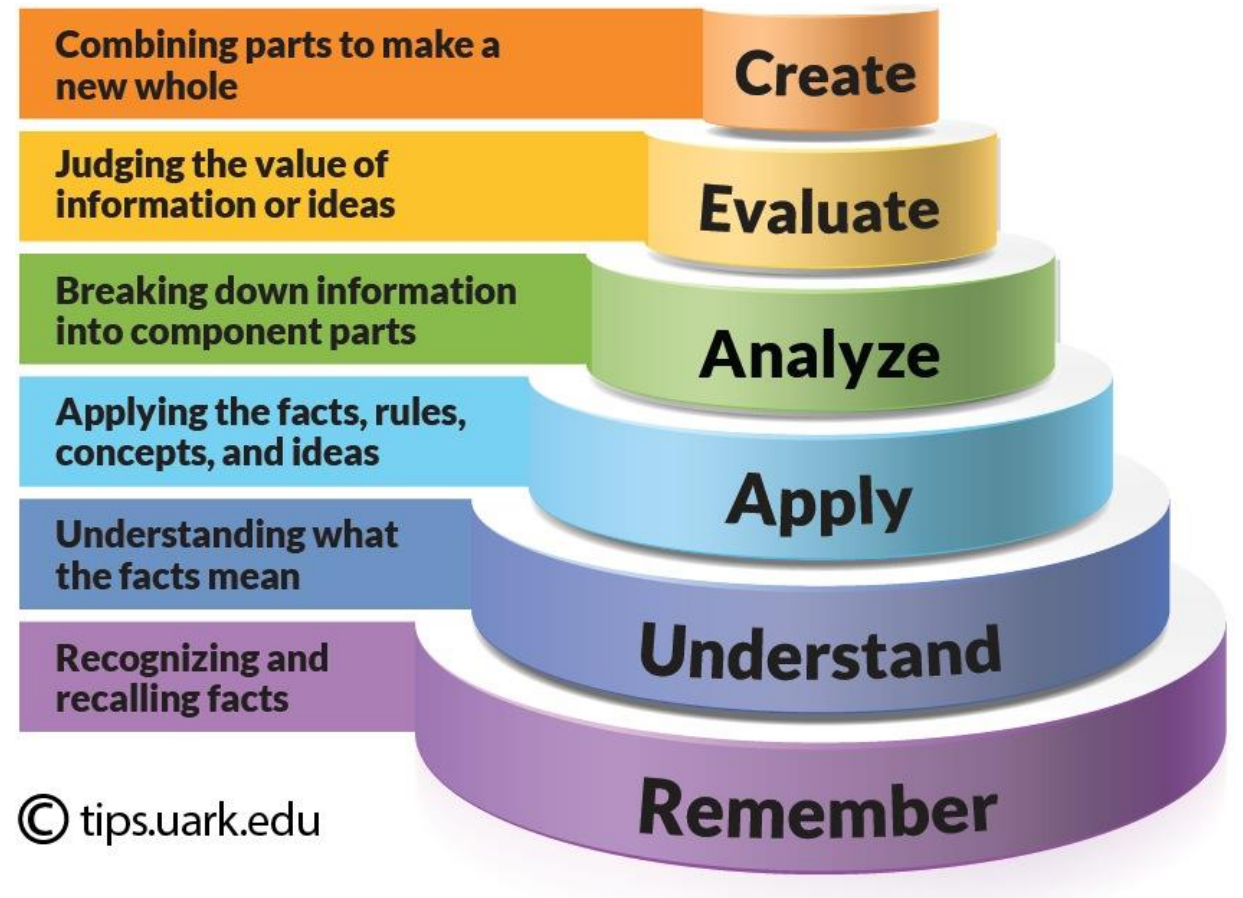 Combining parts to make a
new whole
Create
Judging the value of
information or ideas
Evaluate
Breaking down information
into component parts
Analyze
Applying the facts, rules,
concepts, and ideas
Apply
Understanding what
the facts mean
Understand
Recognizing and
recalling facts
Remember
© tips.uark.edu